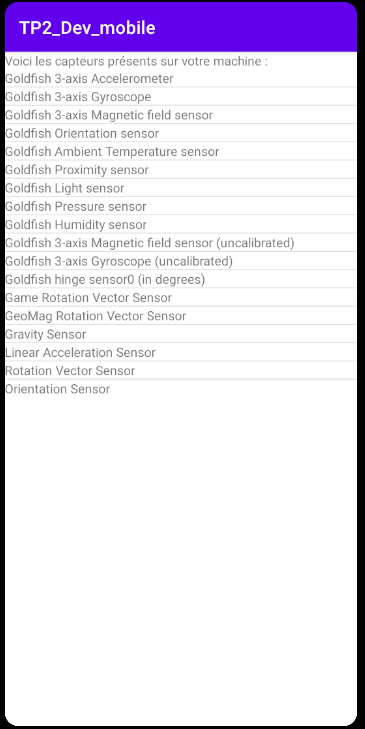 TP2_Dev_mobile
Voici les capteurs présents sur votre machine :
Goldfish 3-axis Accelerometer
Goldfish 3-axis Gyroscope
Goldfish 3-axis Magnetic field sensor
Goldfish Orientation sensor
Goldfish Ambient Temperature sensor
Goldfish Proximity sensor
Goldfish Light sensor
Goldfish Pressure sensor
Goldfish Humidity sensor
Goldfish 3-axis Magnetic field sensor (uncalibrated)
Goldfish 3-axis Gyroscope (uncalibrated)
Goldfish hinge sensor0 (in degrees)
Game Rotation Vector Sensor
GeoMag Rotation Vector Sensor
Gravity Sensor
Linear Acceleration Sensor
Rotation Vector Sensor
Orientation Sensor